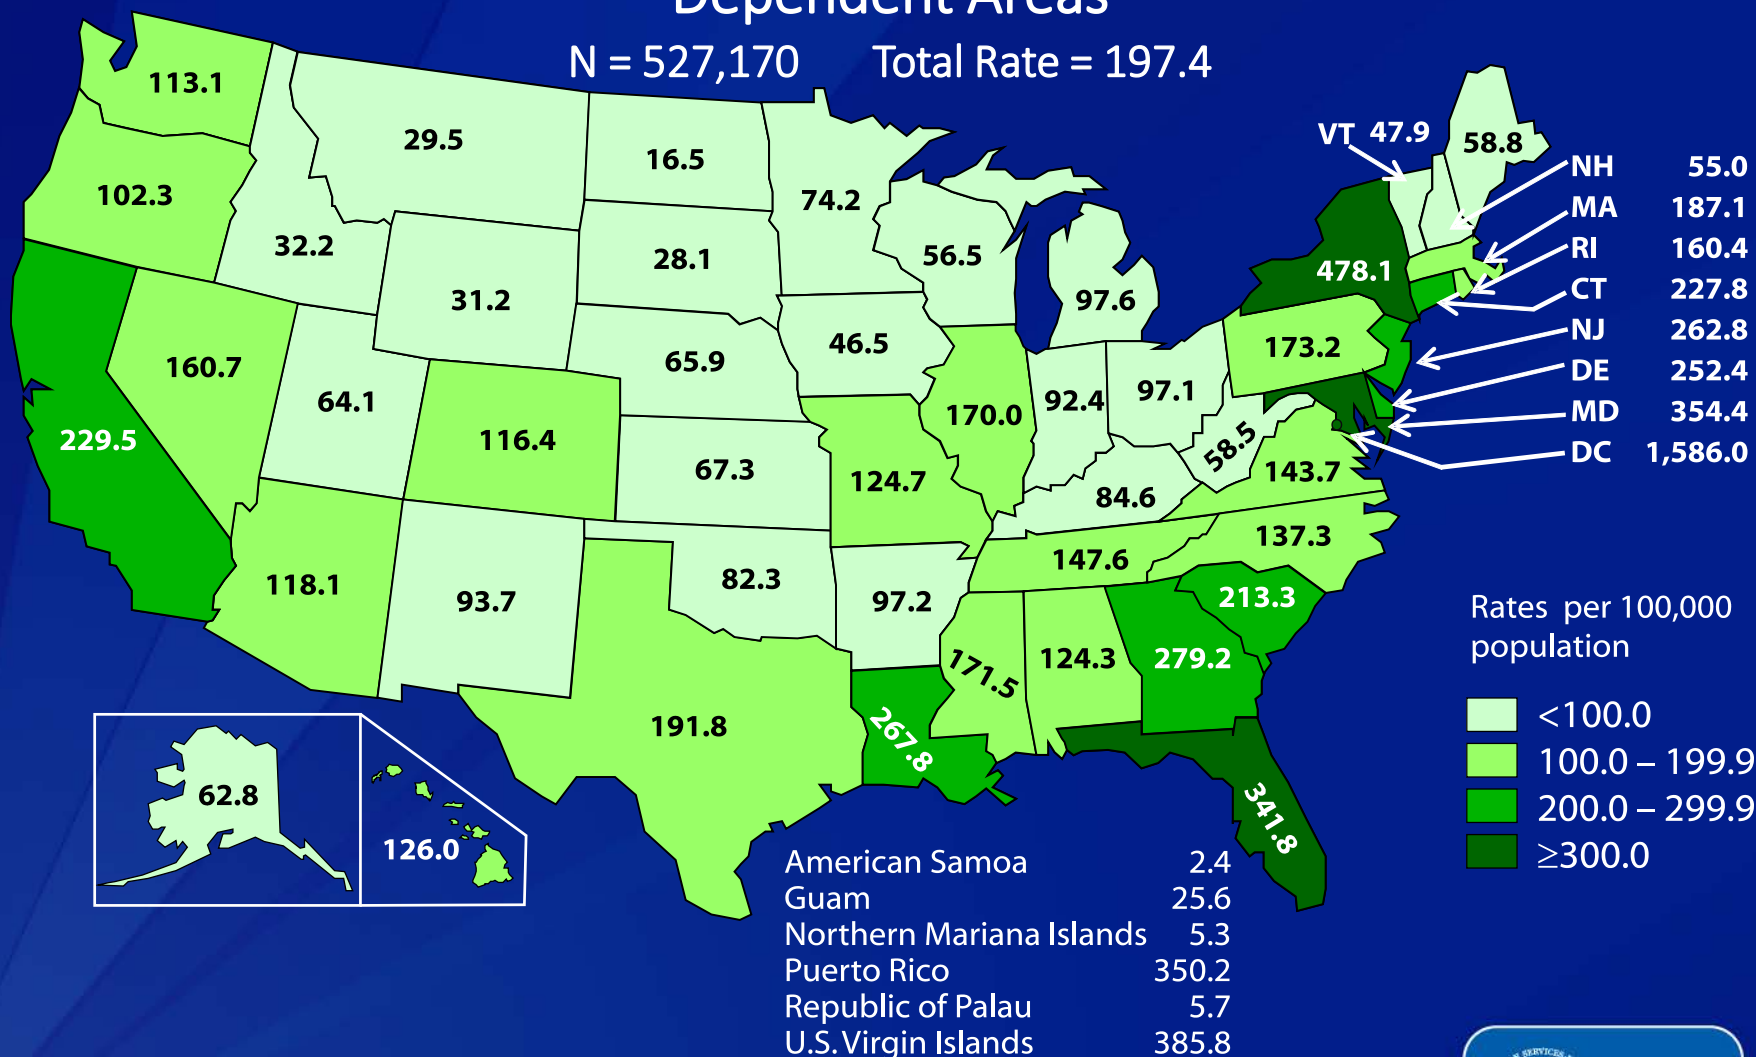 Dependent Areas
N = 527,170 Total Rate = 197.4
113.1
29.5
16.5
VT 47.9
58.8
102.3
74.2
NH 55.0
MA 187.1
32.2
28.1
56.5
RI 160.4
478.1
CT 227.8
31.2
97.6
NJ 262.8
160.7
65.9
46.5
173.2
DE 252.4
64.1
92.4
97.1
MD 354.4
229.5
116.4
170.0
58.5
DC 1,586.0
67.3
124.7
84.6
143.7
147.6
137.3
118.1
93.7
82.3
97.2
213.3
Rates per 100,000
population
171.5
124.3
279.2
191.8
267.8
<100.0
100.0 – 199.9
200.0 – 299.9
≥300.0
62.8
126.0
341.8
American Samoa 2.4
Guam 25.6
Northern Mariana Islands 5.3
Puerto Rico 350.2
Republic of Palau 5.7
U.S. Virgin Islands 385.8